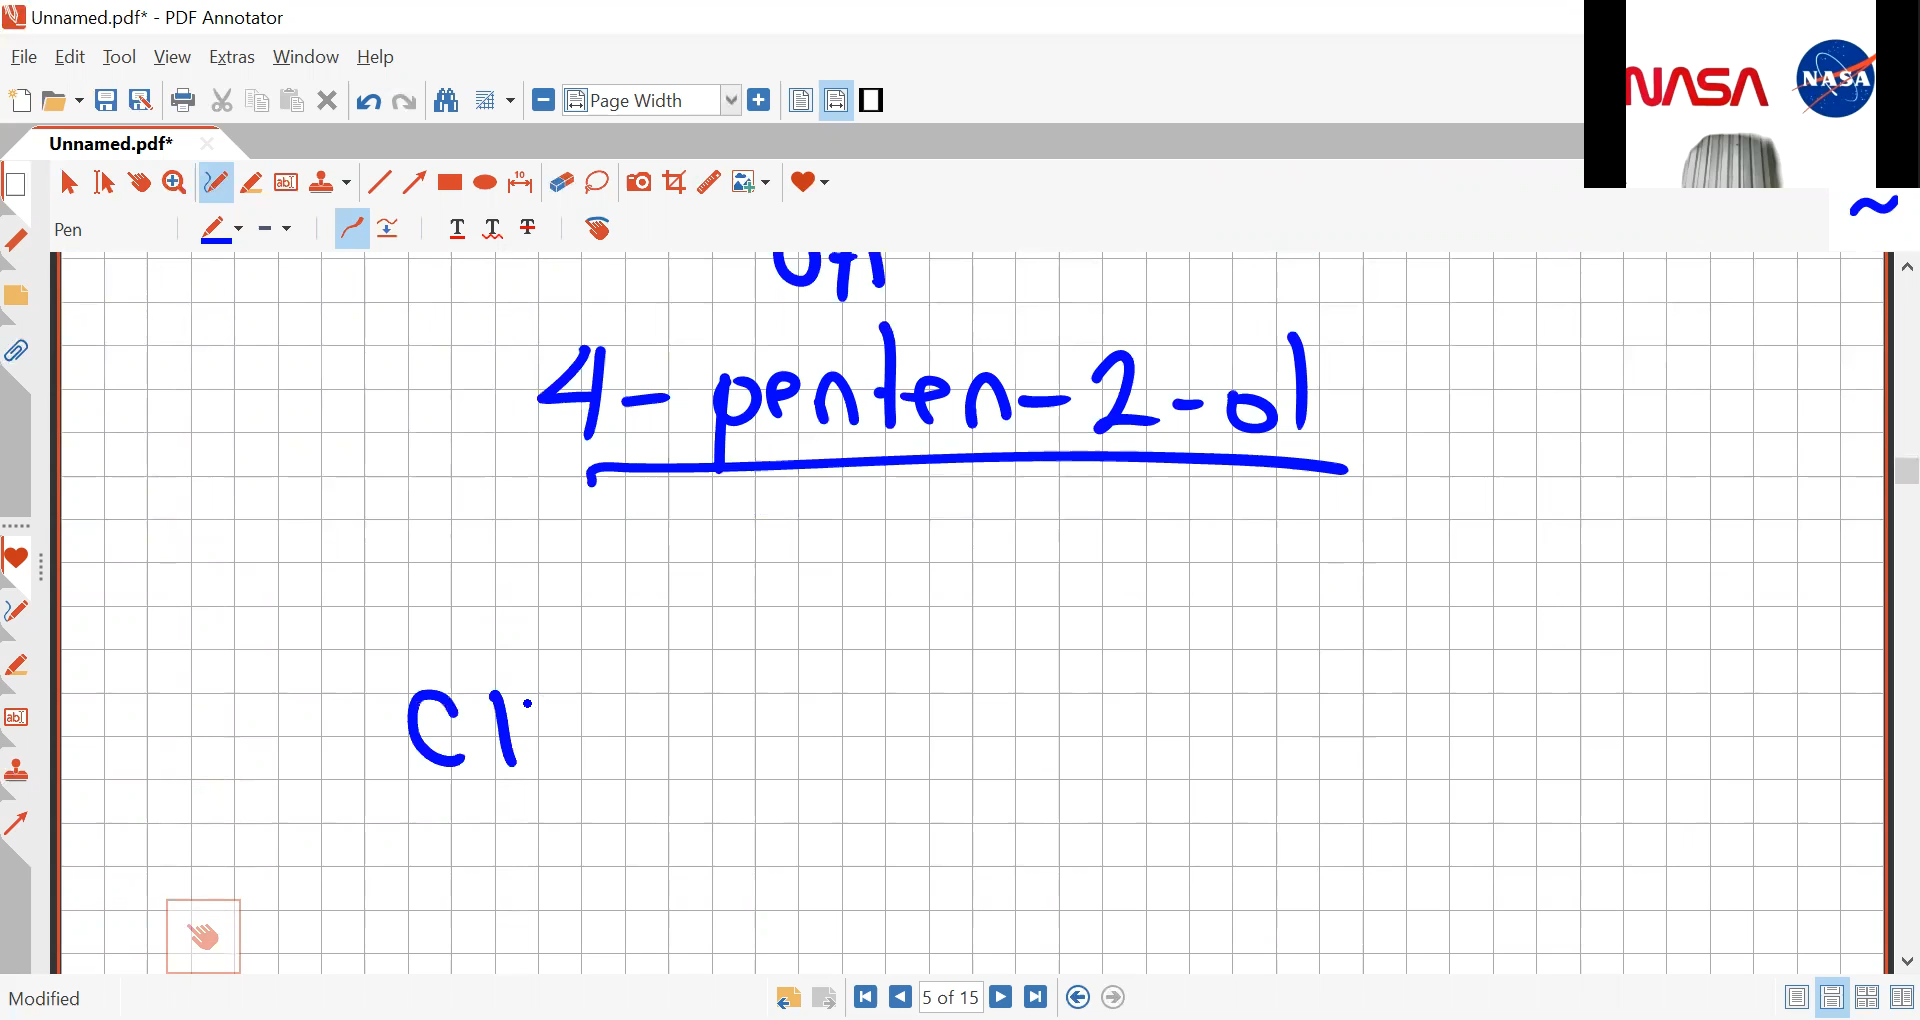 Unnamed.pdf* - PDF Annotator
File Edit Tool View Extras Window Help
Page Width
NASA NASA
Unnamed.pdf*
10
Pen
4-penten-2-ol
Cl
Modified
5 of 15